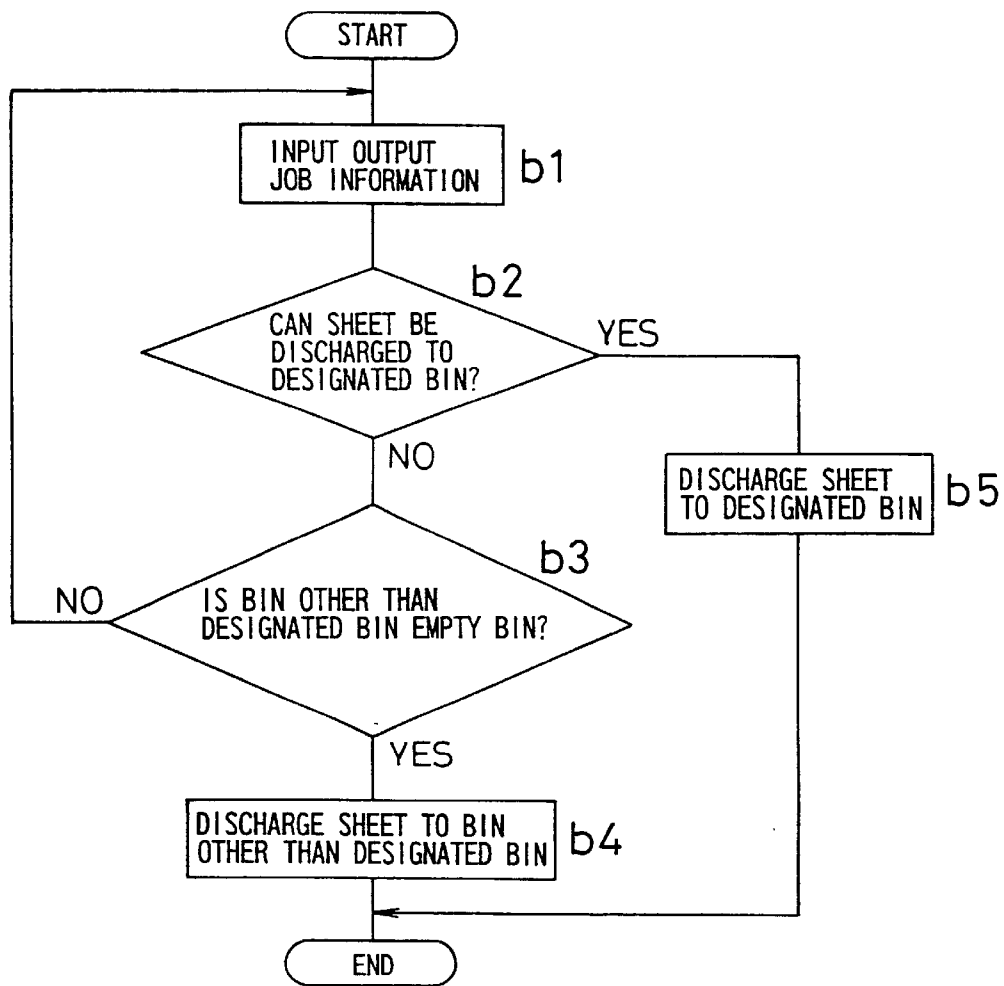 START
INPUT OUTPUT
JOB INFORMATION
b1
b2
CAN SHEET BE
DISCHARGED TO
DESIGNATED BIN?
YES
NO
DISCHARGE SHEET
TO DESIGNATED BIN
b5
b3
IS BIN OTHER THAN
DESIGNATED BIN EMPTY BIN?
NO
YES
DISCHARGE SHEET TO BIN
OTHER THAN DESIGNATED BIN
b4
END